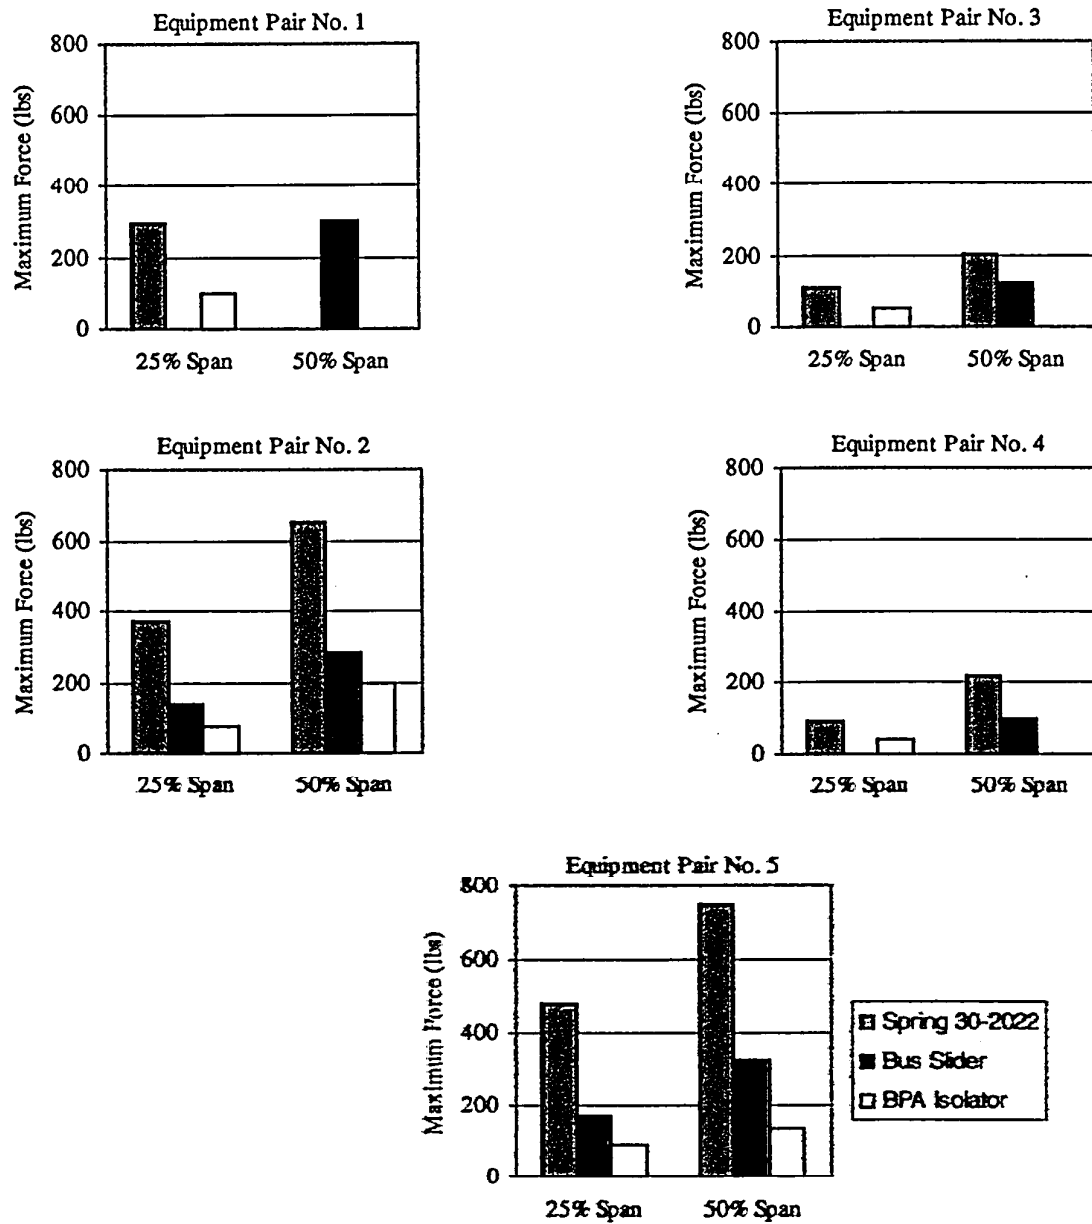 Equipment Pair No. 1
800
600
400
200
0
Maximum Force (lbs)
25% Span
50% Span
Equipment Pair No. 3
800
600
400
200
0
Maximum Force (lbs)
25% Span
50% Span
Equipment Pair No. 2
800
600
400
200
0
Maximum Force (lbs)
25% Span
50% Span
Equipment Pair No. 4
800
600
400
200
0
Maximum Force (lbs)
25% Span
50% Span
Equipment Pair No. 5
800
600
400
200
0
Maximum Force (lbs)
25% Span
50% Span
Spring 30-2022
Bus Slider
BPA Isolator